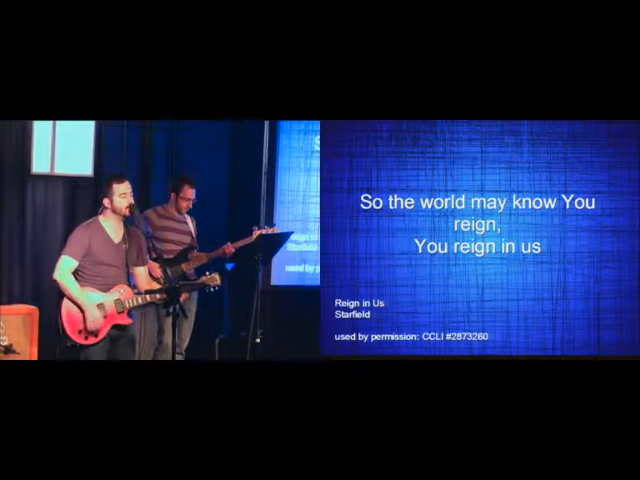 So the world may know You
reign,
You reign in us
Reign in Us
Starfield
used by permission: CCLI #2873260